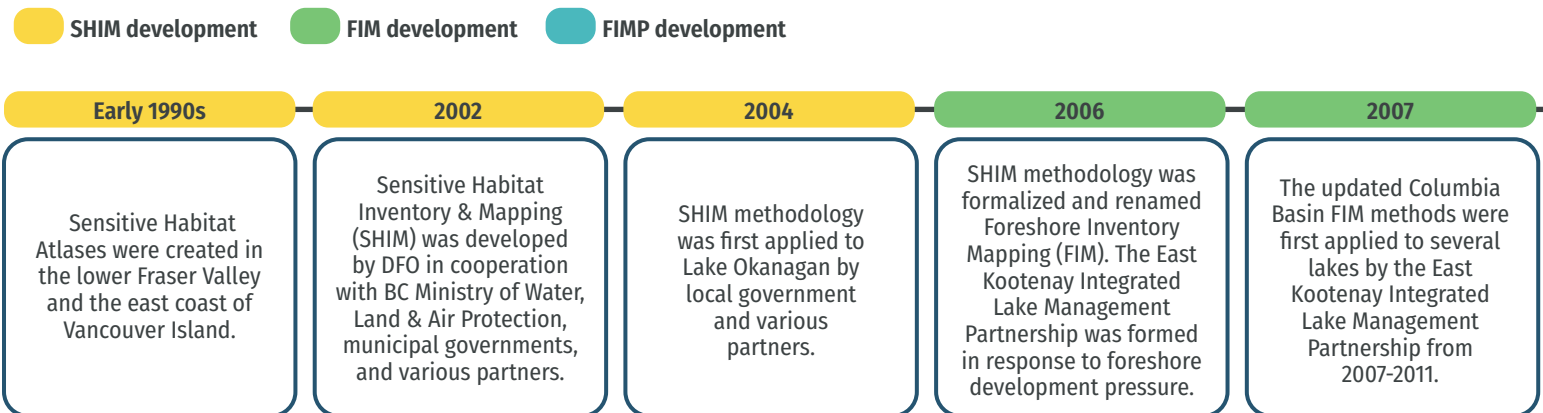 SHIM development FIM development FIMP development
Early 1990s
Sensitive Habitat
Atlases were created in
the lower Fraser Valley
and the east coast of
Vancouver Island.
2002
Sensitive Habitat
Inventory & Mapping
(SHIM) was developed
by DFO in cooperation
with BC Ministry of Water,
Land & Air Protection,
municipal governments,
and various partners.
2004
SHIM methodology
was first applied to
Lake Okanagan by
local government
and various
partners.
2006
SHIM methodology was
formalized and renamed
Foreshore Inventory
Mapping (FIM). The East
Kootenay Integrated
Lake Management
Partnership was formed
in response to foreshore
development pressure.
2007
The updated Columbia
Basin FIM methods were
first applied to several
lakes by the East
Kootenay Integrated
Lake Management
Partnership from
2007-2011.